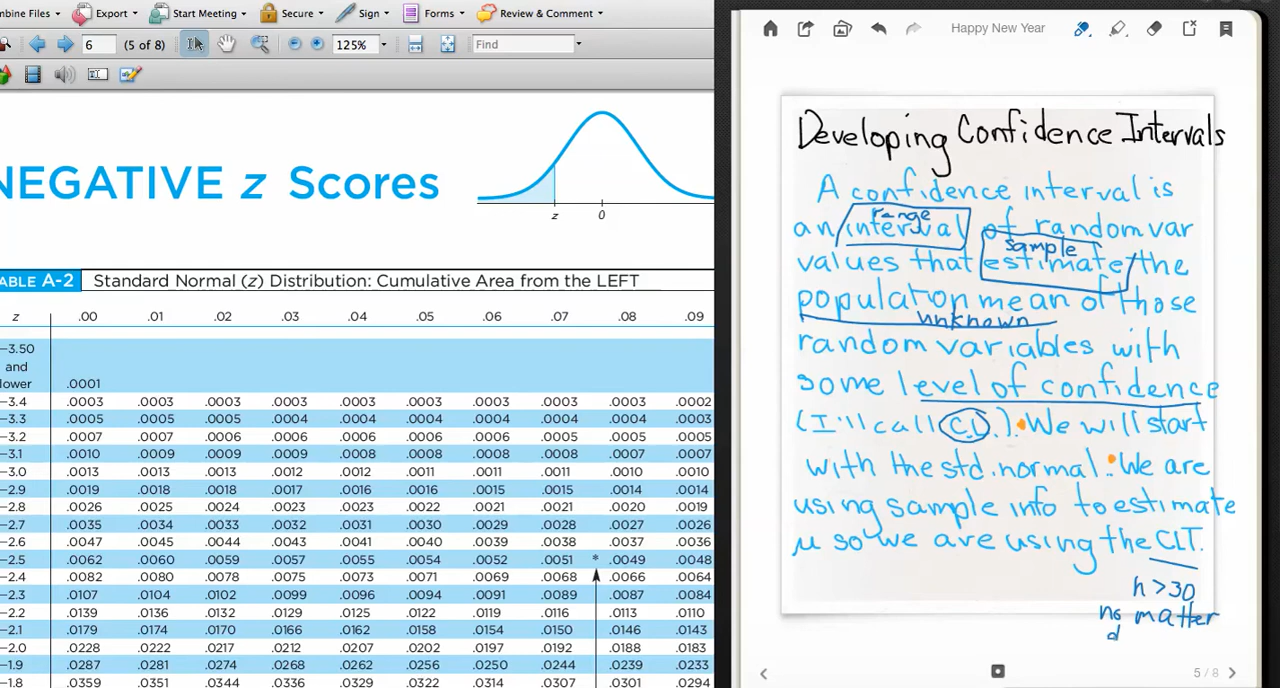 mbine Files Export Start Meeting Secure Sign Forms Review & Comment
6 (5 of 8) 125% Find
NEGATIVE z Scores
z 0
ABLE A-2 Standard Normal (z) Distribution: Cumulative Area from the LEFT
z .00 .01 .02 .03 .04 .05 .06 .07 .08 .09
–3.50
and
lower .0001
–3.4 .0003 .0003 .0003 .0003 .0003 .0003 .0003 .0003 .0003 .0002
–3.3 .0005 .0005 .0005 .0004 .0004 .0004 .0004 .0004 .0004 .0003
–3.2 .0007 .0007 .0006 .0006 .0006 .0006 .0006 .0005 .0005 .0005
–3.1 .0010 .0009 .0009 .0009 .0008 .0008 .0008 .0008 .0007 .0007
–3.0 .0013 .0013 .0013 .0012 .0012 .0011 .0011 .0011 .0010 .0010
–2.9 .0019 .0018 .0018 .0017 .0016 .0016 .0015 .0015 .0014 .0014
–2.8 .0026 .0025 .0024 .0023 .0023 .0022 .0021 .0021 .0020 .0019
–2.7 .0035 .0034 .0033 .0032 .0031 .0030 .0029 .0028 .0027 .0026
–2.6 .0047 .0045 .0044 .0043 .0041 .0040 .0039 .0038 .0037 .0036
–2.5 .0062 .0060 .0059 .0057 .0055 .0054 .0052 .0051 * .0049 .0048
–2.4 .0082 .0080 .0078 .0075 .0073 .0071 .0069 .0068 .0066 .0064
–2.3 .0107 .0104 .0102 .0099 .0096 .0094 .0091 .0089 .0087 .0084
–2.2 .0139 .0136 .0132 .0129 .0125 .0122 .0119 .0116 .0113 .0110
–2.1 .0179 .0174 .0170 .0166 .0162 .0158 .0154 .0150 .0146 .0143
–2.0 .0228 .0222 .0217 .0212 .0207 .0202 .0197 .0192 .0188 .0183
–1.9 .0287 .0281 .0274 .0268 .0262 .0256 .0250 .0244 .0239 .0233
–1.8 .0359 .0351 .0344 .0336 .0329 .0322 .0314 .0307 .0301 .0294
Happy New Year
Developing Confidence Intervals
A confidence interval is
range
an interval of random var
sample
values that estimate the
population mean of those
unknown
random variables with
some level of confidence
(I'll call C.L.). We will start
with the std. normal. We are
using sample info to estimate
μ so we are using the CLT.
n > 30
no matter
d
5 / 8